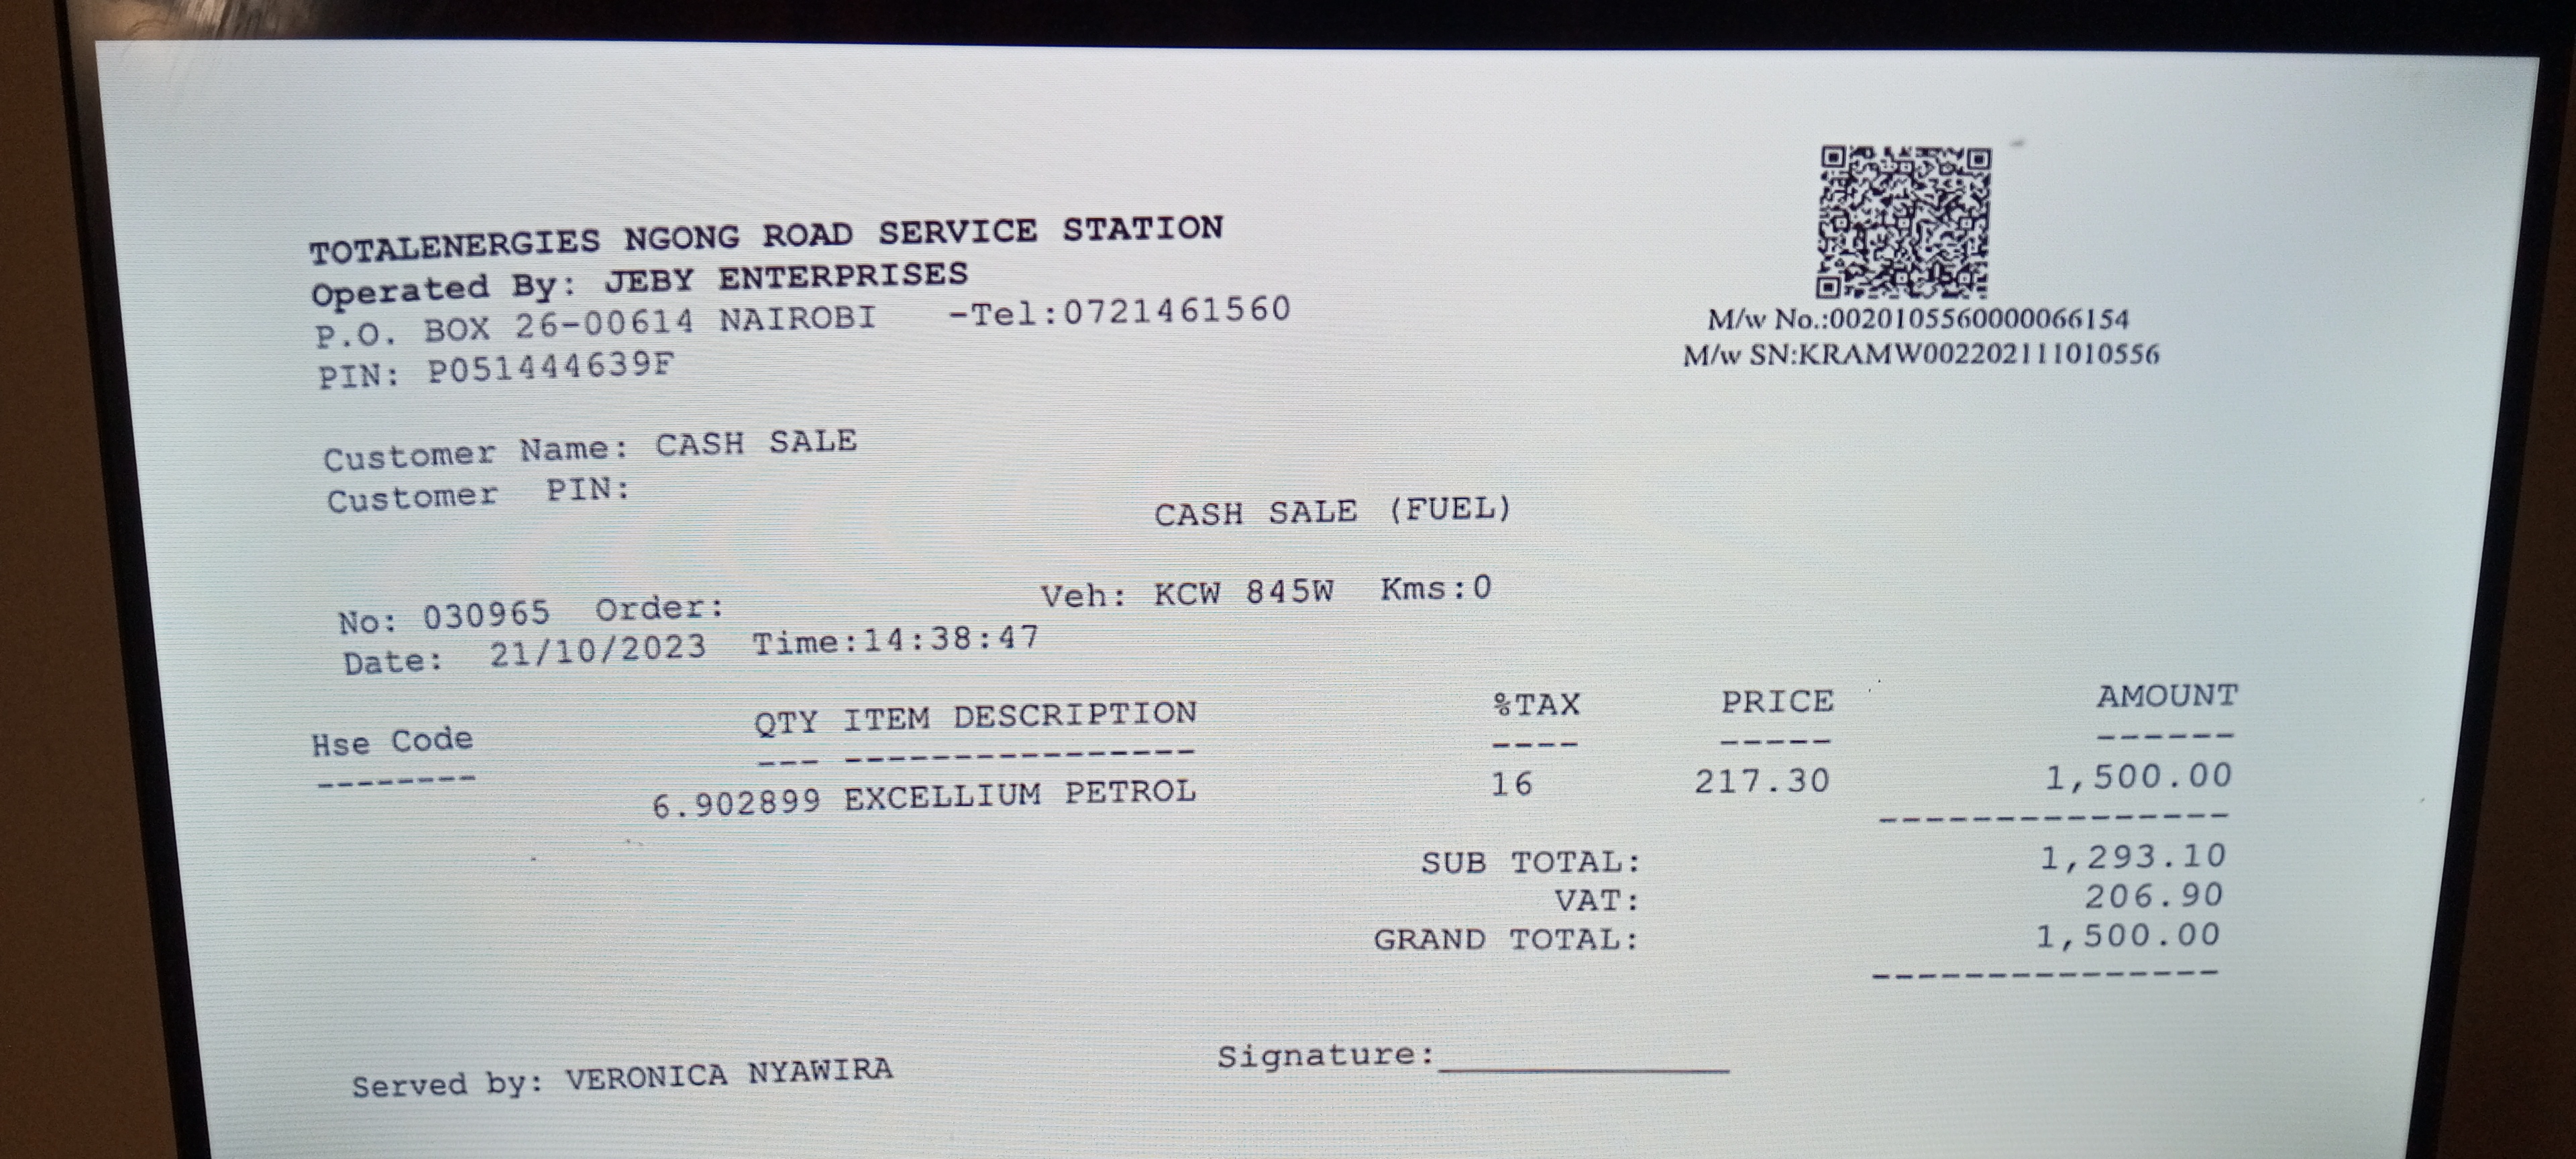 TOTALENERGIES NGONG ROAD SERVICE STATION
Operated By: JEBY ENTERPRISES
P.O. BOX 26-00614 NAIROBI -Tel:0721461560
PIN: P051444639F
M/w No.:0020105560000066154
M/w SN:KRAMW002202111010556
Customer Name: CASH SALE
Customer PIN:
CASH SALE (FUEL)
No: 030965 Order: Veh: KCW 845W Kms:0
Date: 21/10/2023 Time:14:38:47
Hse Code QTY ITEM DESCRIPTION %TAX PRICE AMOUNT
-------- --- --------------- ---- ----- ------
6.902899 EXCELLIUM PETROL 16 217.30 1,500.00
---------------
SUB TOTAL: 1,293.10
VAT: 206.90
GRAND TOTAL: 1,500.00
---------------
Served by: VERONICA NYAWIRA Signature:_____________